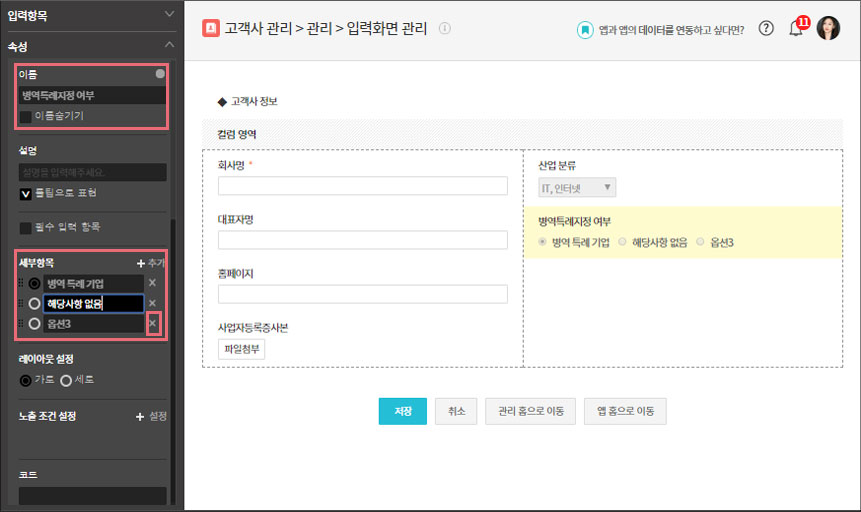 입력항목
속성
이름
병역특례지정 여부
이름숨기기
설명
설명을 입력해주세요.
툴팁으로 표현
필수 입력 항목
세부항목 + 추가
병역 특례 기업
해당사항 없음
옵션3
레이아웃 설정
가로 세로
노출 조건 설정 + 설정
코드
고객사 관리 > 관리 > 입력화면 관리
앱과 앱의 데이터를 연동하고 싶다면?
11
◆ 고객사 정보
컬럼 영역
회사명 *
대표자명
홈페이지
사업자등록증사본
파일첨부
산업 분류
IT, 인터넷
병역특례지정 여부
병역 특례 기업 해당사항 없음 옵션3
저장 취소 관리 홈으로 이동 앱 홈으로 이동